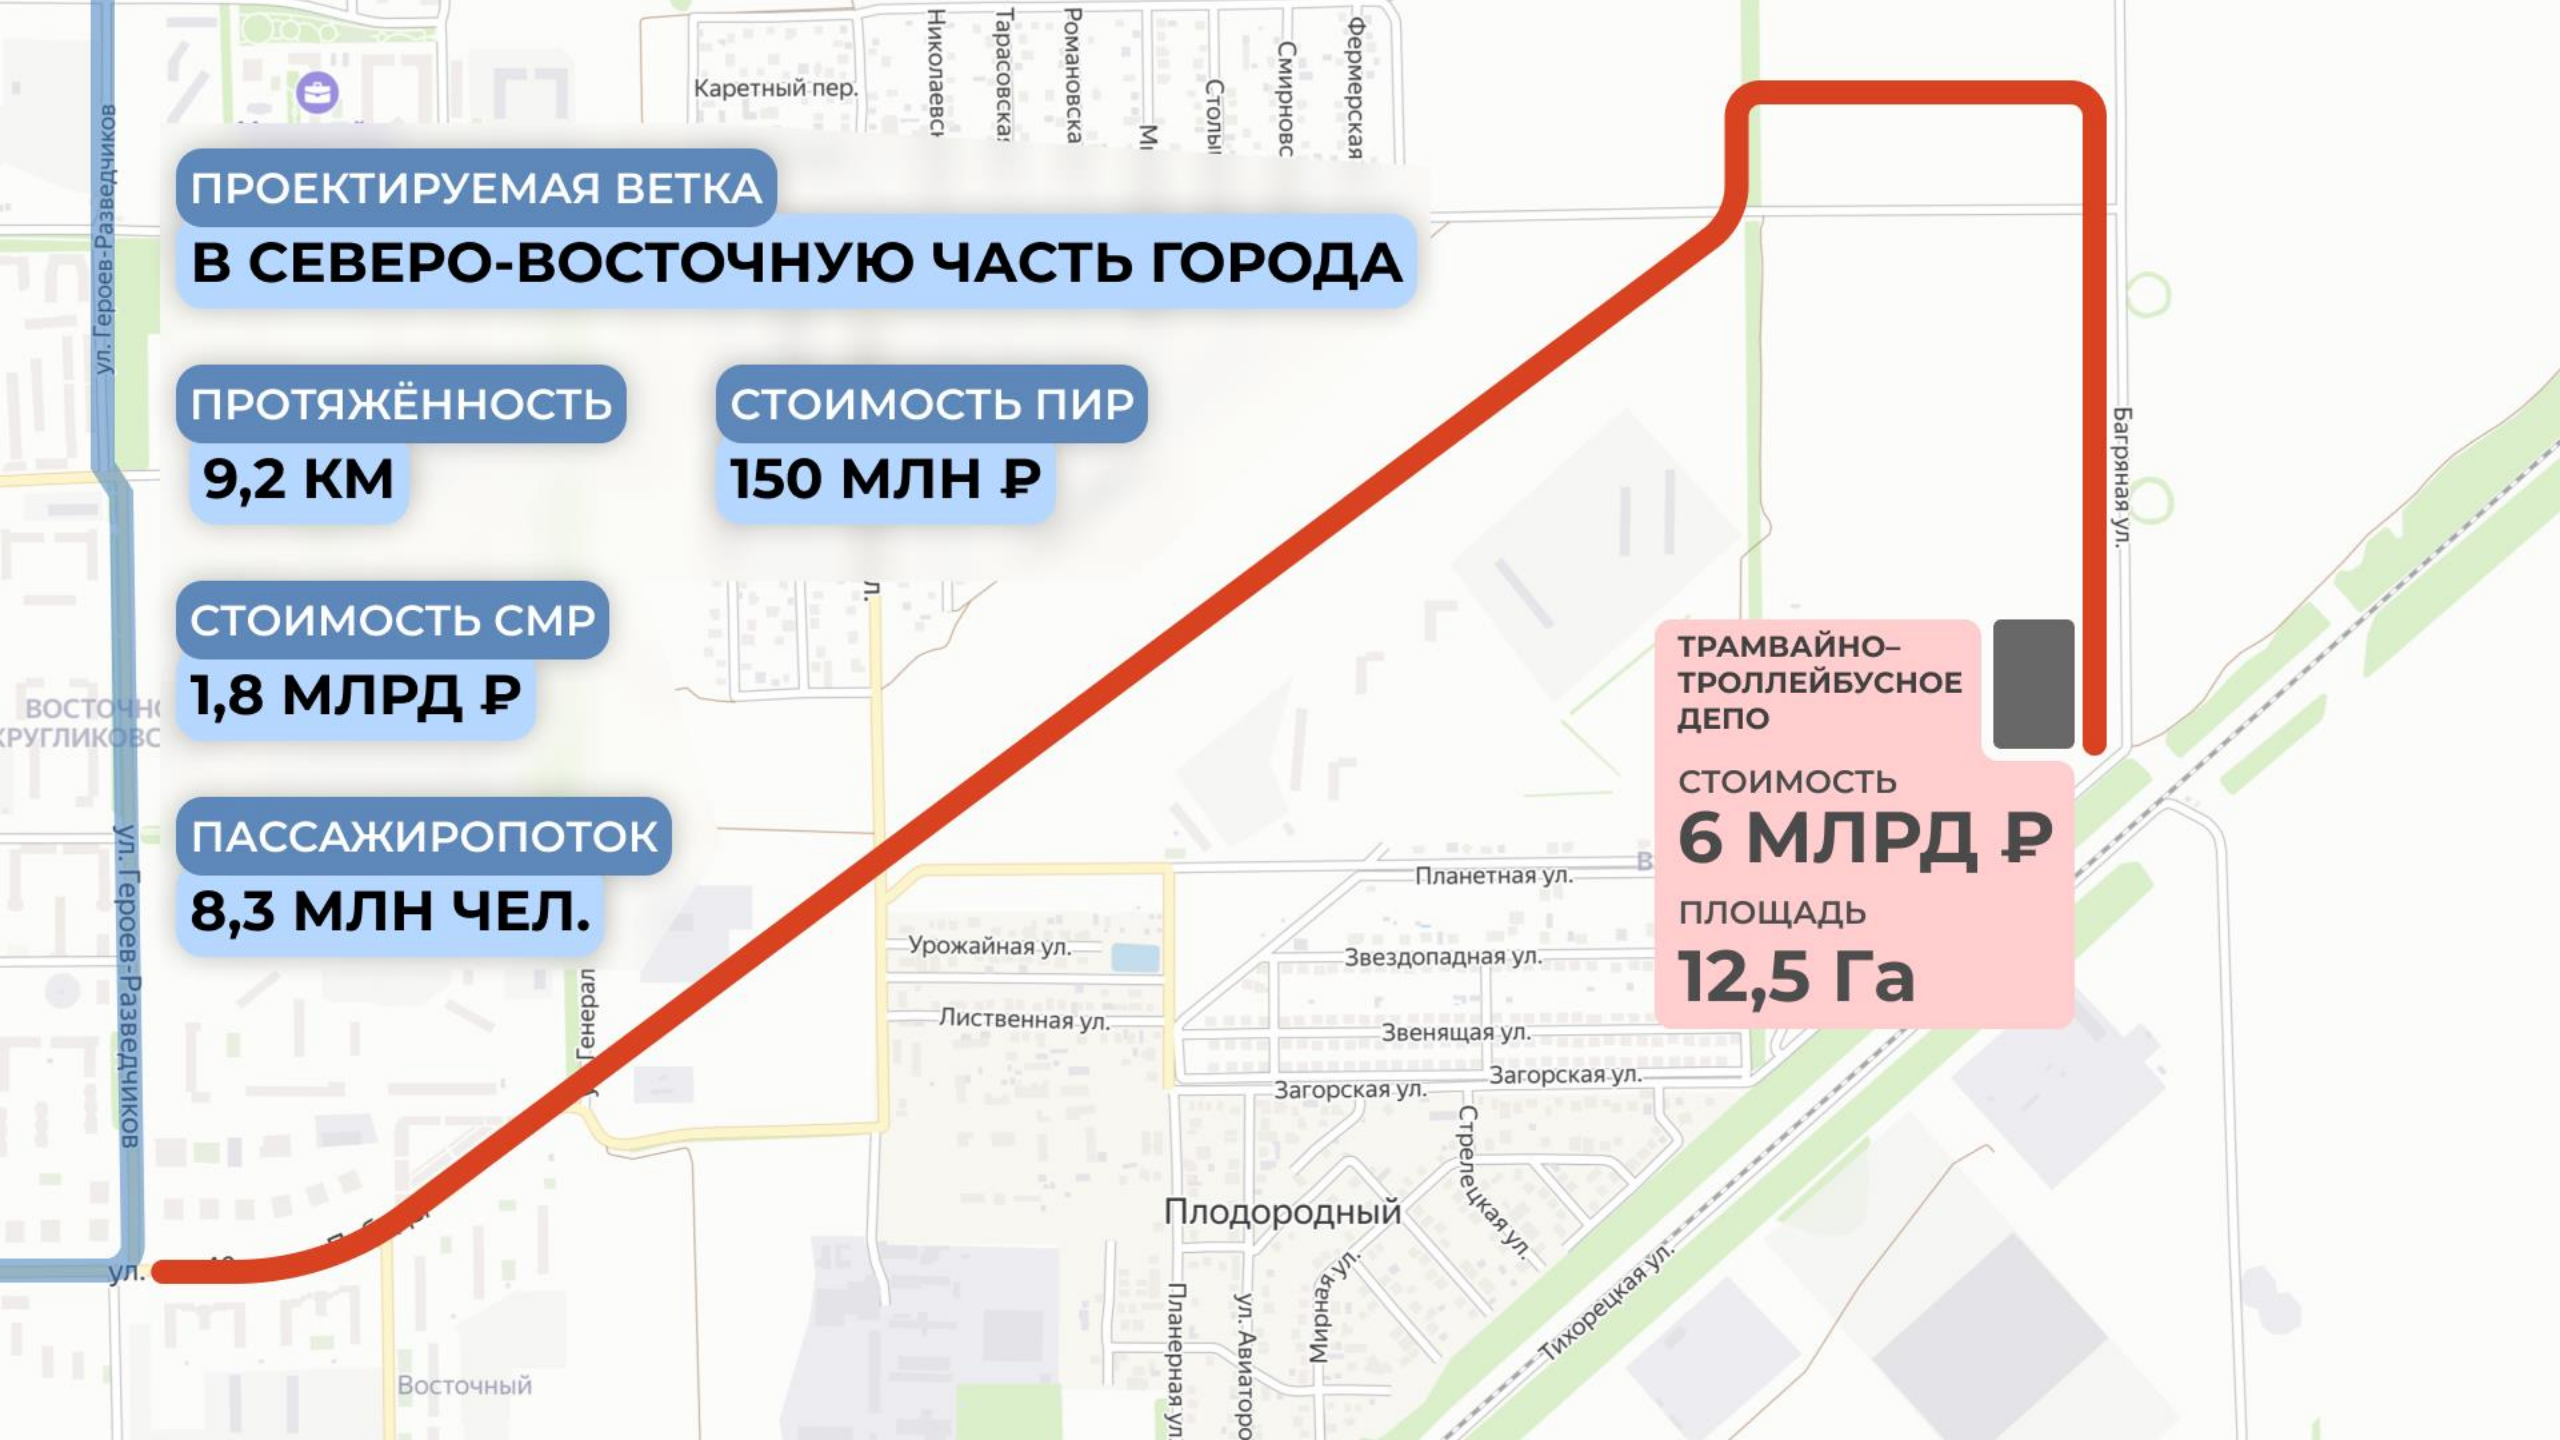 ПРОЕКТИРУЕМАЯ ВЕТКА
В СЕВЕРО-ВОСТОЧНУЮ ЧАСТЬ ГОРОДА
ПРОТЯЖЁННОСТЬ
9,2 КМ
СТОИМОСТЬ ПИР
150 МЛН ₽
СТОИМОСТЬ СМР
1,8 МЛРД ₽
ПАССАЖИРОПОТОК
8,3 МЛН ЧЕЛ.
ТРАМВАЙНО–
ТРОЛЛЕЙБУСНОЕ
ДЕПО
СТОИМОСТЬ
6 МЛРД ₽
ПЛОЩАДЬ
12,5 Га
Каретный пер.
Николаевск
Тарасовская
Романовска
Смирновс
Фермерская
ул. Героев-Разведчиков
ул. Героев-Разведчиков
Багряная ул.
Планетная ул.
Урожайная ул.
Звездопадная ул.
Лиственная ул.
Звенящая ул.
Загорская ул.
Загорская ул.
Стрелецкая ул.
Плодородный
Мирная ул.
Планерная ул.
ул. Авиаторо
Тихорецкая ул.
Восточный
ул.
Генерал